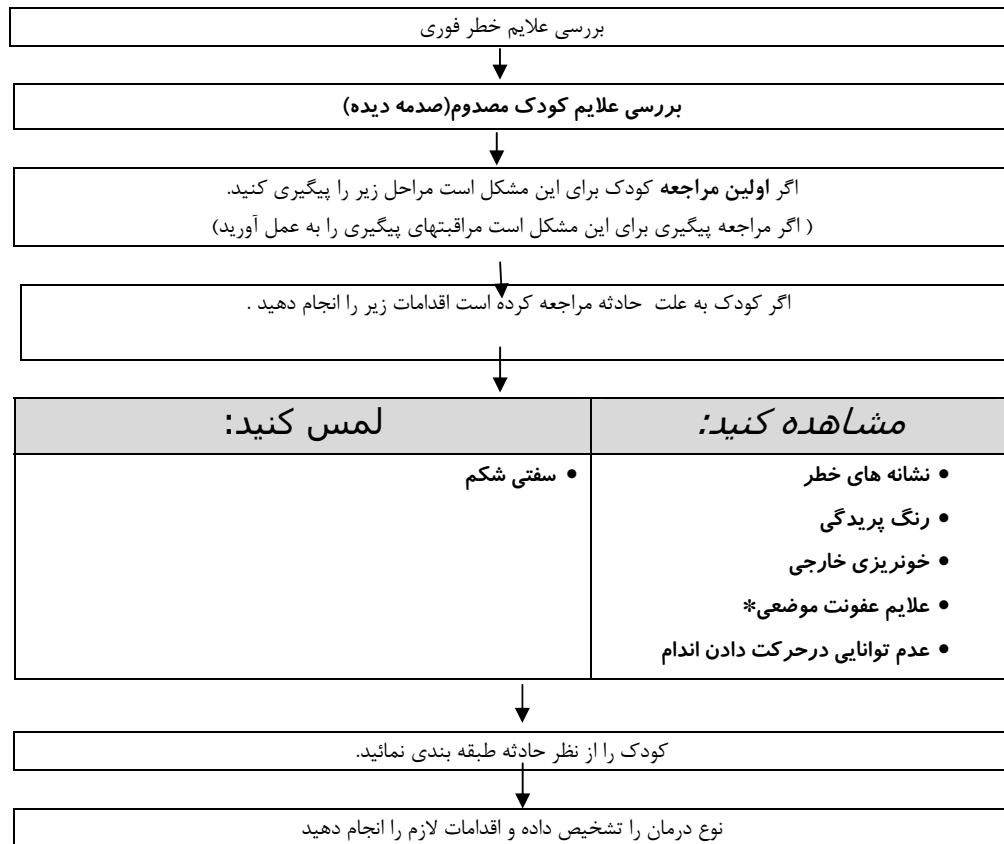 بررسی علایم خطر فوری
بررسی علایم کودک مصدوم(صدمه دیده)
اگر اولین مراجعه کودک برای این مشکل است مراحل زیر را پیگیری کنید.
( اگر مراجعه پیگیری برای این مشکل است مراقبتهای پیگیری را به عمل آورید)
اگر کودک به علت حادثه مراجعه کرده است اقدامات زیر را انجام دهید .
مشاهده کنید:
• نشانه های خطر
• رنگ پریدگی
• خونریزی خارجی
• علایم عفونت موضعی*
• عدم توانایی درحرکت دادن اندام
لمس کنید:
• سفتی شکم
کودک را از نظر حادثه طبقه بندی نمائید.
نوع درمان را تشخیص داده و اقدامات لازم را انجام دهید